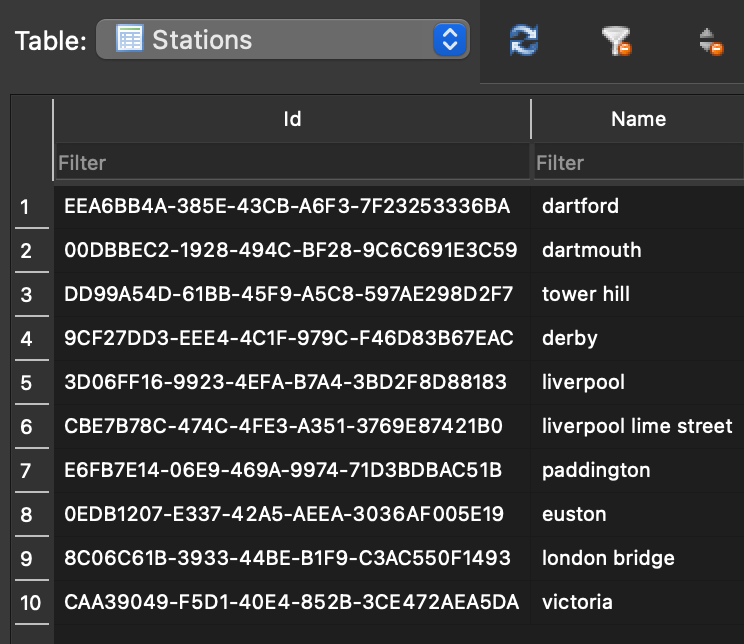 Table: Stations
Id Name
Filter Filter
1 EEA6BB4A-385E-43CB-A6F3-7F23253336BA dartford
2 00DBBEC2-1928-494C-BF28-9C6C691E3C59 dartmouth
3 DD99A54D-61BB-45F9-A5C8-597AE298D2F7 tower hill
4 9CF27DD3-EEE4-4C1F-979C-F46D83B67EAC derby
5 3D06FF16-9923-4EFA-B7A4-3BD2F8D88183 liverpool
6 CBE7B78C-474C-4FE3-A351-3769E87421B0 liverpool lime street
7 E6FB7E14-06E9-469A-9974-71D3BDBAC51B paddington
8 0EDB1207-E337-42A5-AEEA-3036AF005E19 euston
9 8C06C61B-3933-44BE-B1F9-C3AC550F1493 london bridge
10 CAA39049-F5D1-40E4-852B-3CE472AEA5DA victoria